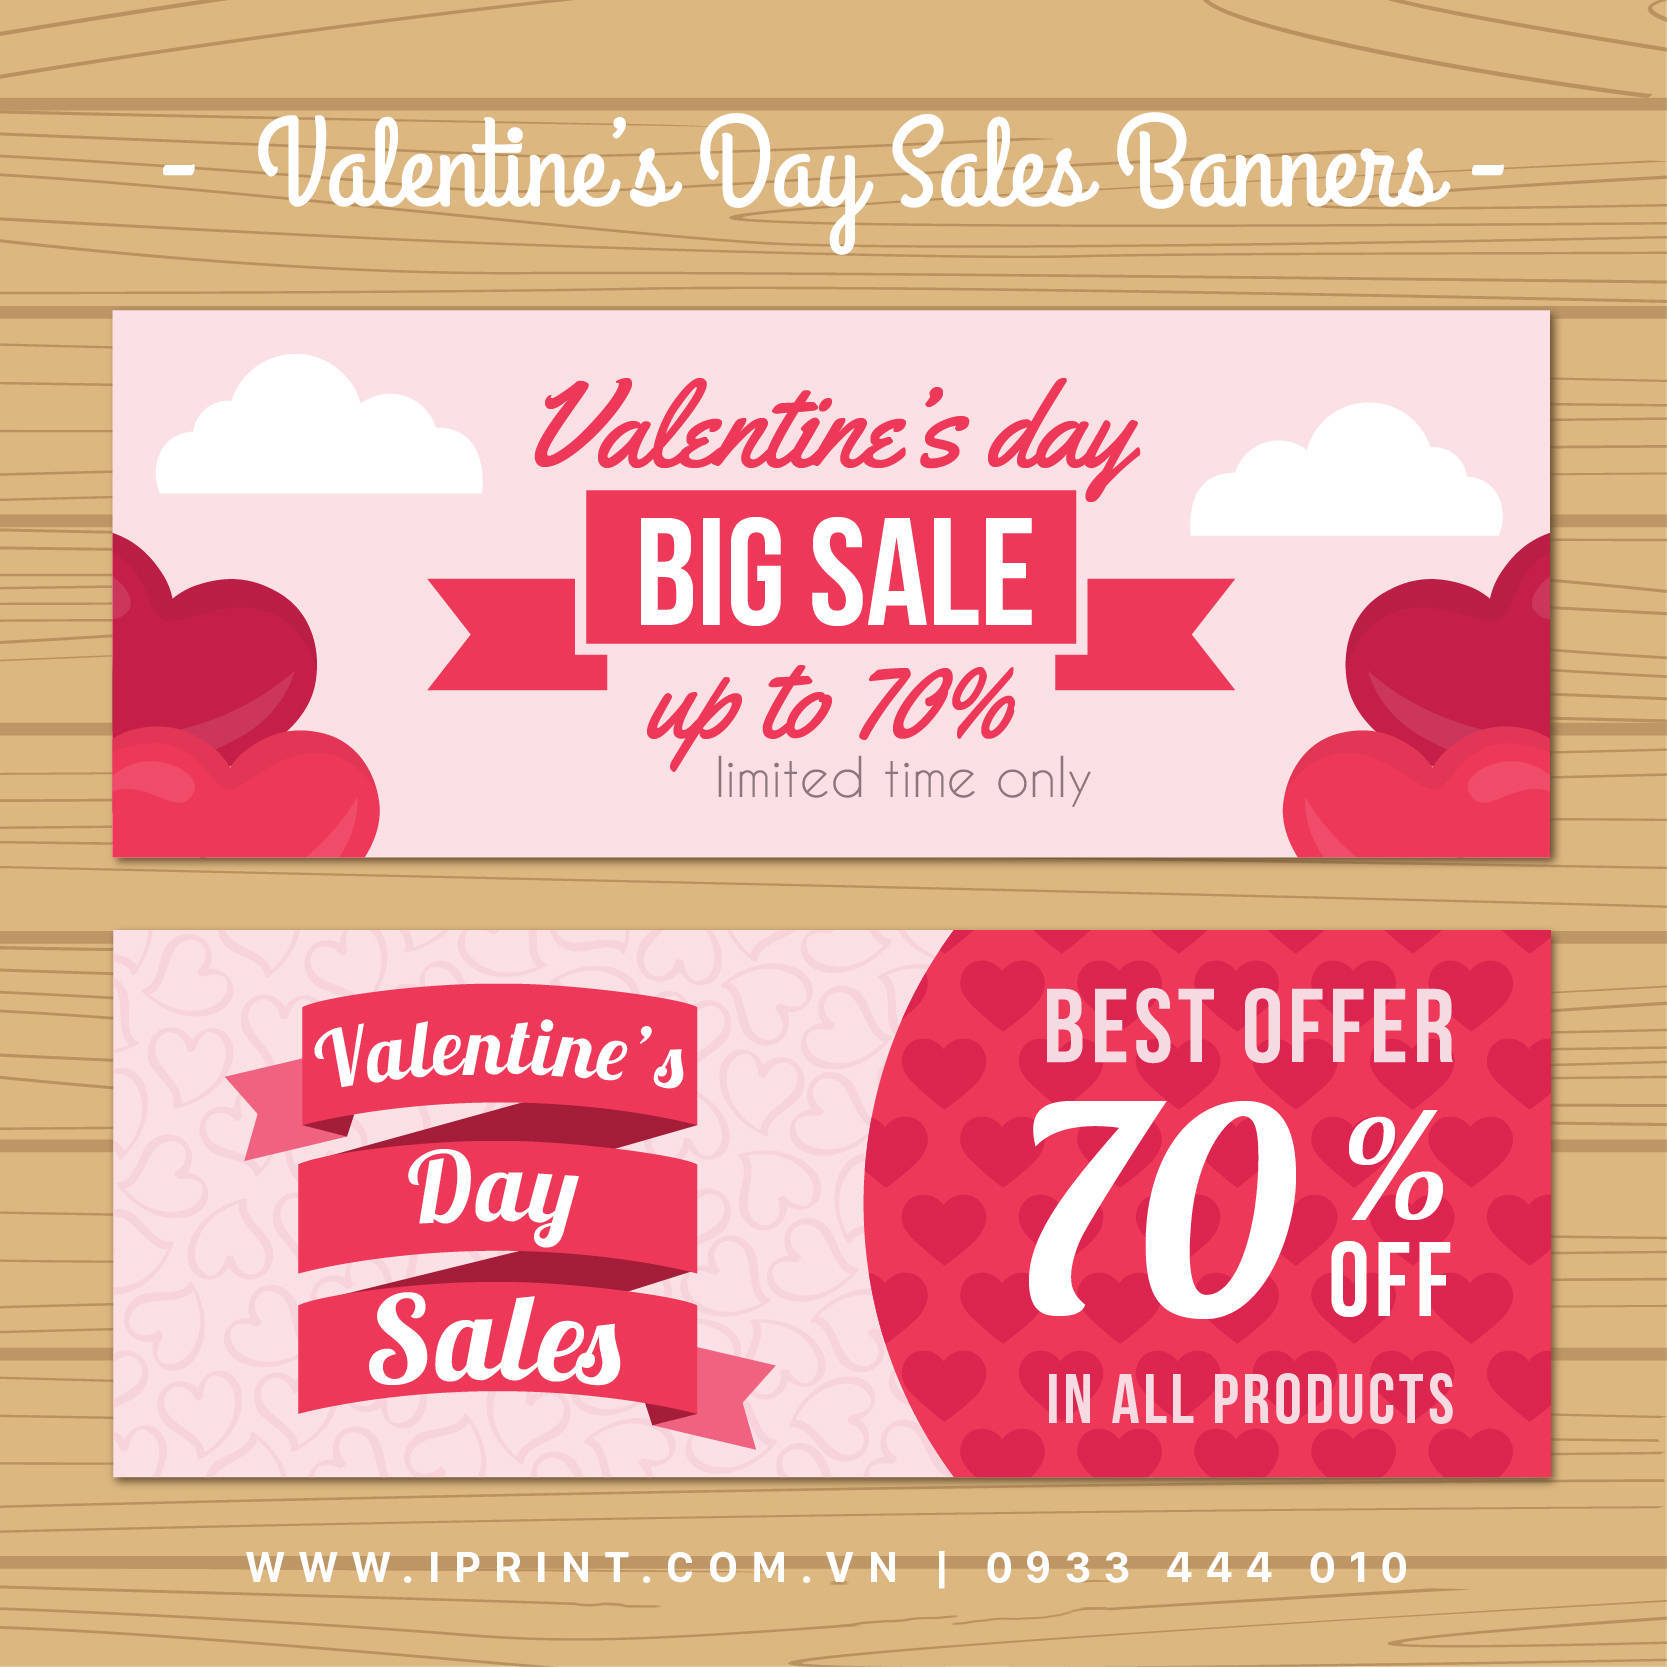 - Valentine's Day Sales Banners -
Valentine's day
BIG SALE
up to 70%
limited time only
Valentine's
Day
Sales
BEST OFFER
70%
OFF
IN ALL PRODUCTS
WWW.IPRINT.COM.VN | 0933 444 010